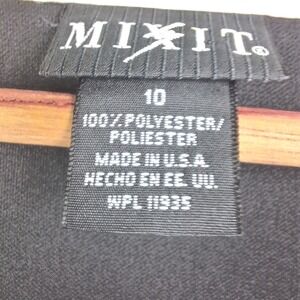 MIXIT®
10
100% POLYESTER/
POLIESTER
MADE IN U.S.A.
HECHO EN EE. UU.
WPL 11935